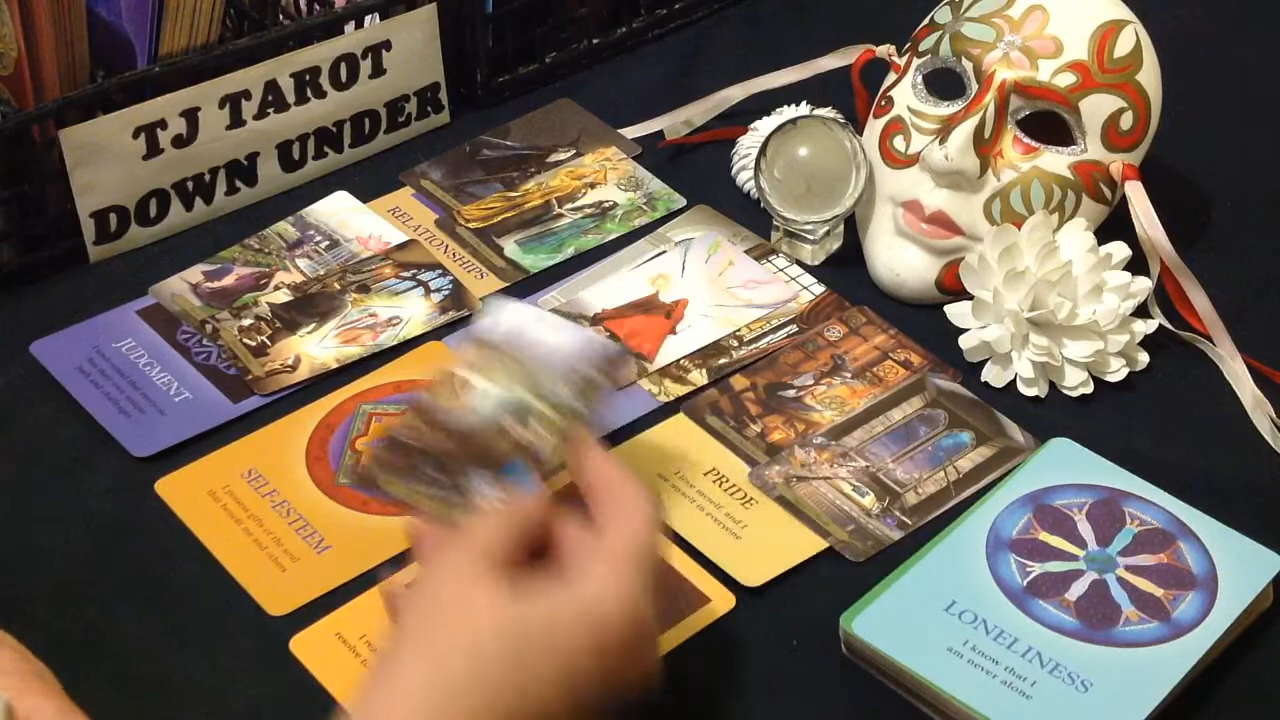 TJ TAROT
DOWN UNDER
RELATIONSHIPS
JUDGMENT
SELF-ESTEEM
I possess gifts of the soul
that benefit me and others
PRIDE
I love myself, and I
see myself in everyone
LONELINESS
I know that I
am never alone